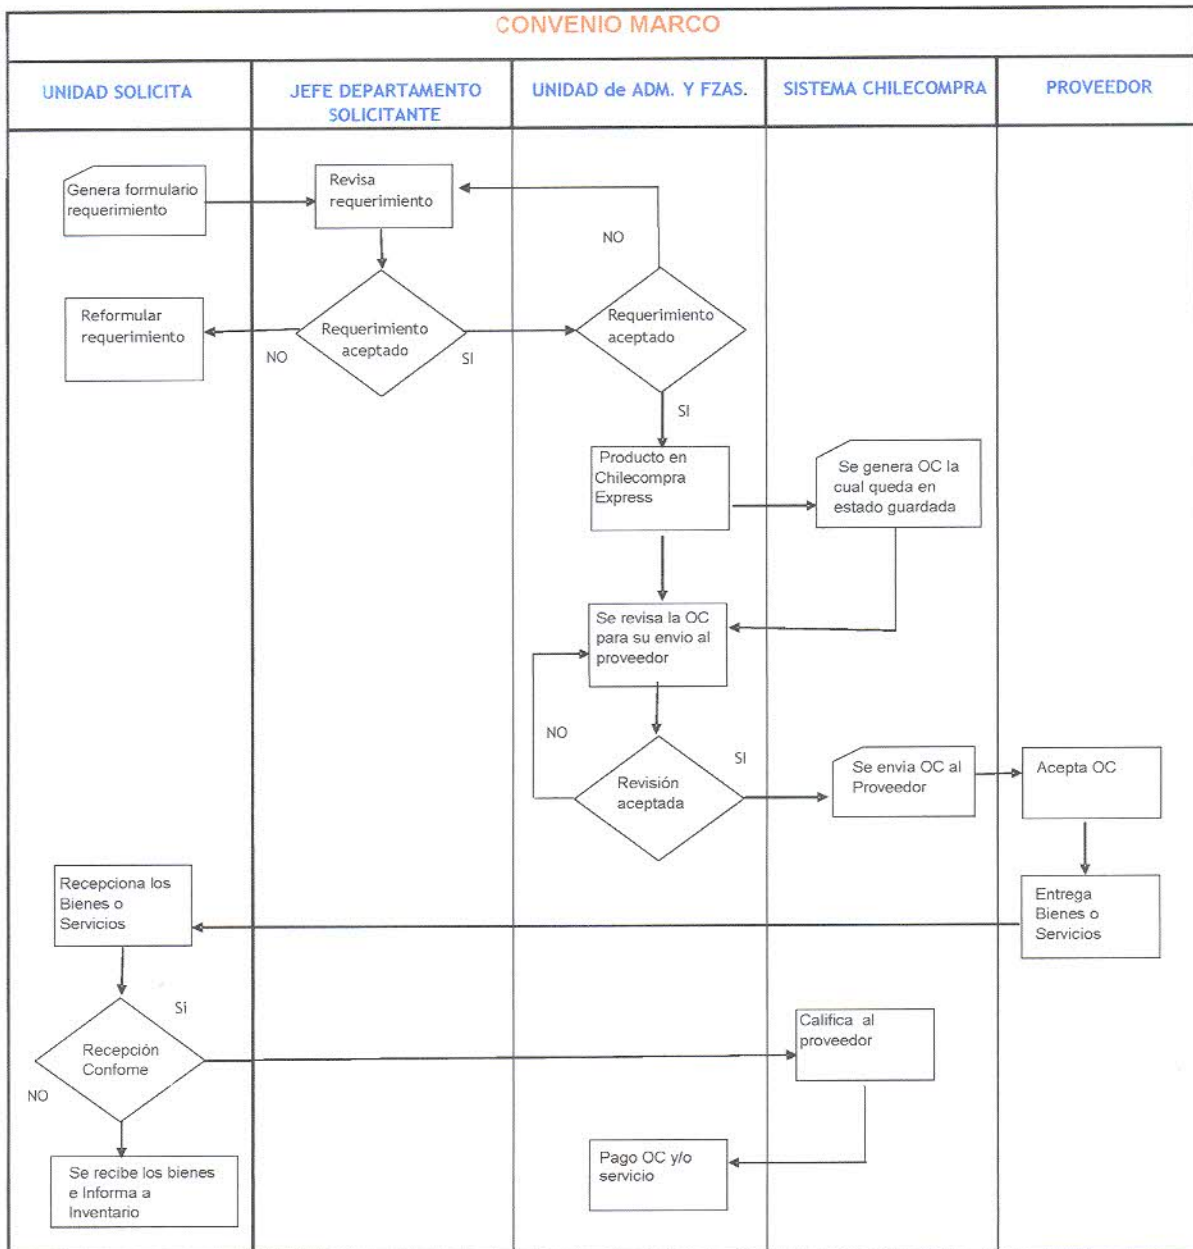 CONVENIO MARCO
UNIDAD SOLICITA
JEFE DEPARTAMENTO
SOLICITANTE
UNIDAD de ADM. Y FZAS.
SISTEMA CHILECOMPRA
PROVEEDOR
Genera formulario
requerimiento
Revisa
requerimiento
NO
Reformular
requerimiento
NO
Requerimiento
aceptado
SI
Requerimiento
aceptado
SI
Producto en
Chilecompra
Express
Se genera OC la
cual queda en
estado guardada
Se revisa la OC
para su envio al
proveedor
NO
Revisión
aceptada
SI
Se envia OC al
Proveedor
Acepta OC
Recepciona los
Bienes o
Servicios
Entrega
Bienes o
Servicios
Si
Recepción
Conforne
NO
Califica al
proveedor
Se recibe los bienes
e Informa a
Inventario
Pago OC y/o
servicio